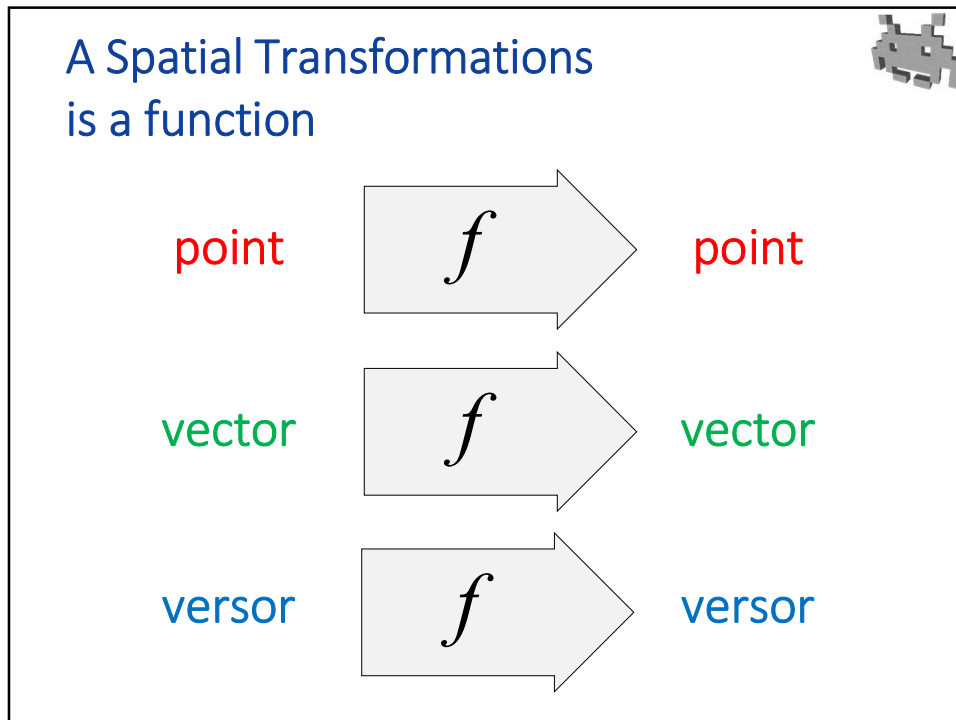 A Spatial Transformations
is a function
point f point
vector f vector
versor f versor